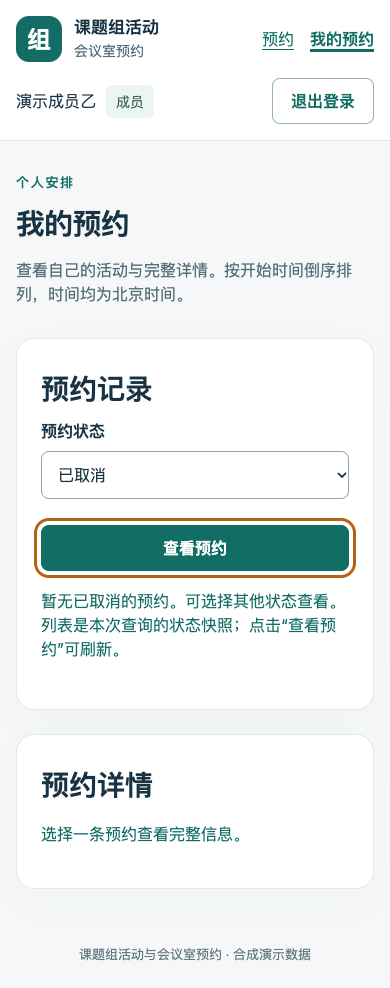 组
课题组活动
会议室预约
预约
我的预约
演示成员乙
成员
退出登录
个人安排
我的预约
查看自己的活动与完整详情。按开始时间倒序排
列，时间均为北京时间。
预约记录
预约状态
已取消
查看预约
暂无已取消的预约。可选择其他状态查看。
列表是本次查询的状态快照；点击“查看预
约”可刷新。
预约详情
选择一条预约查看完整信息。
课题组活动与会议室预约 · 合成演示数据